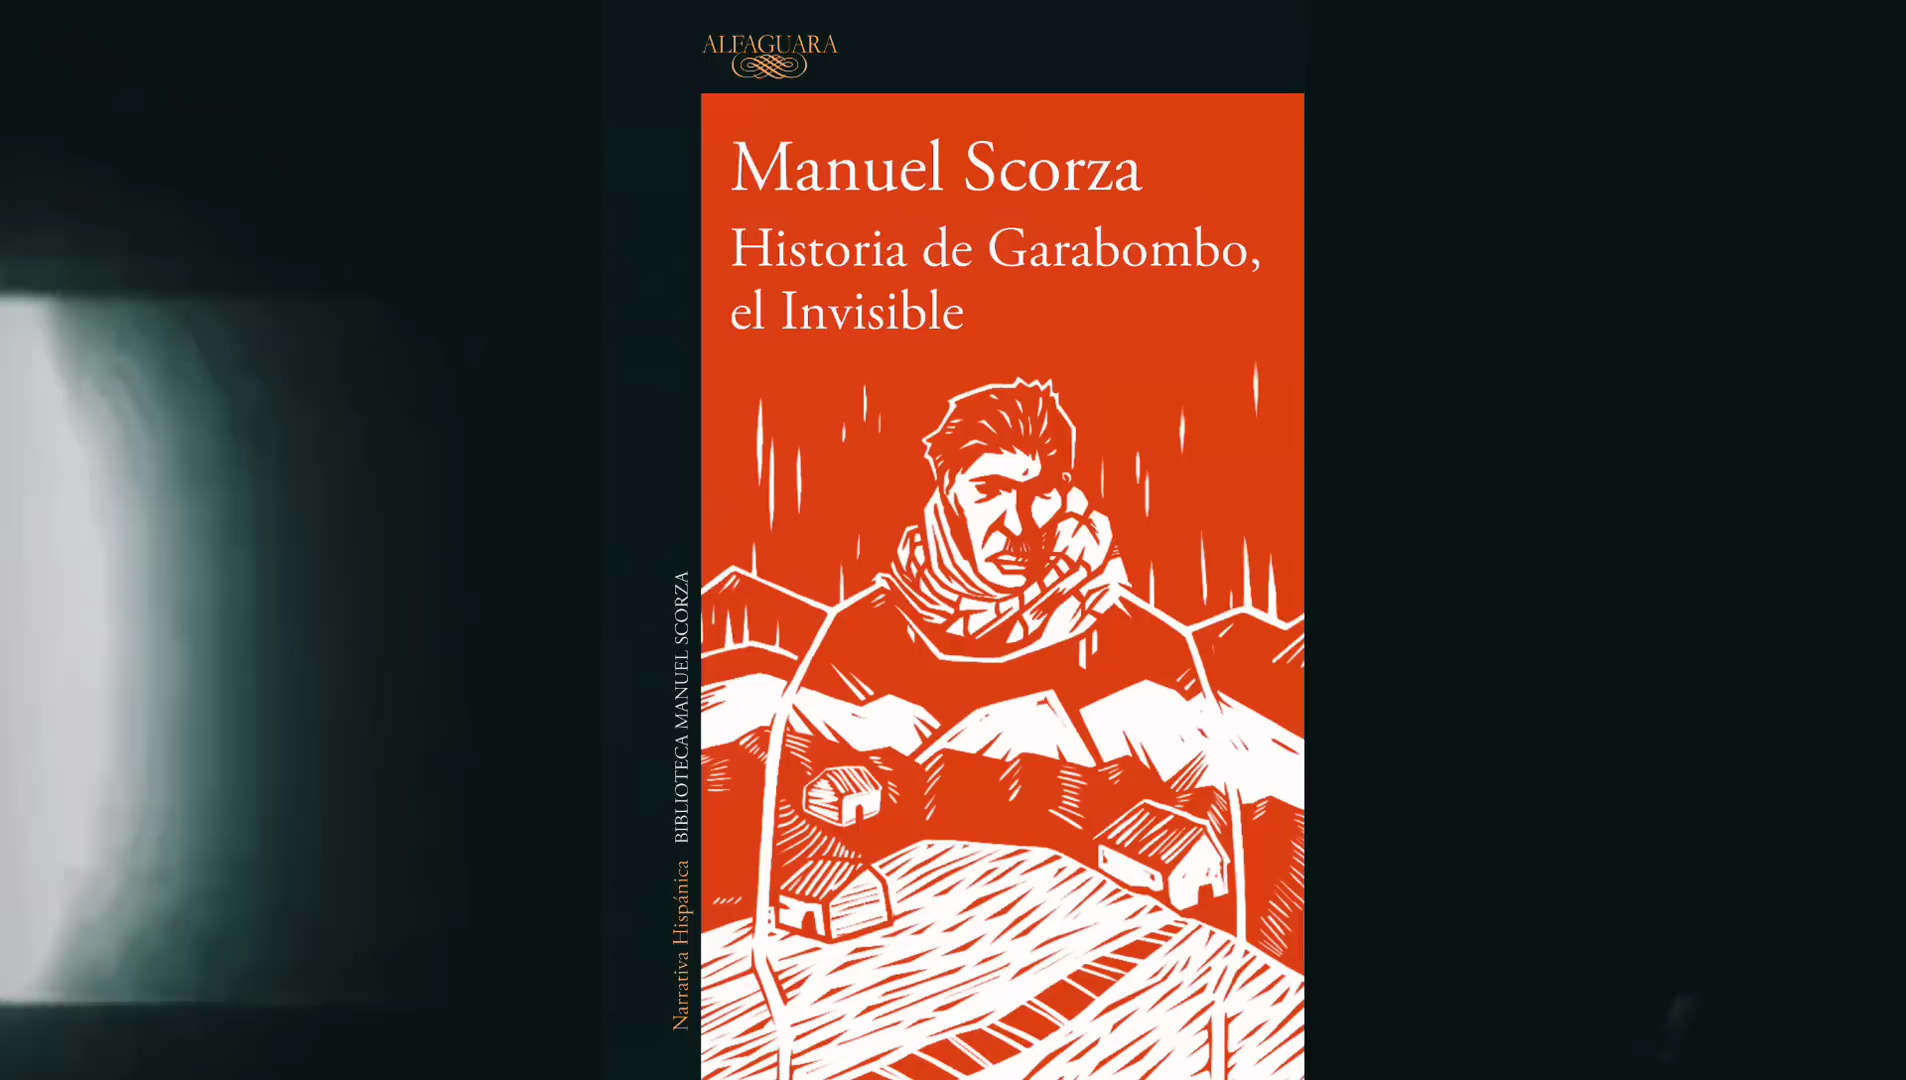 ALFAGUARA
Manuel Scorza
Historia de Garabombo,
el Invisible
Narrativa Hispánica BIBLIOTECA MANUEL SCORZA